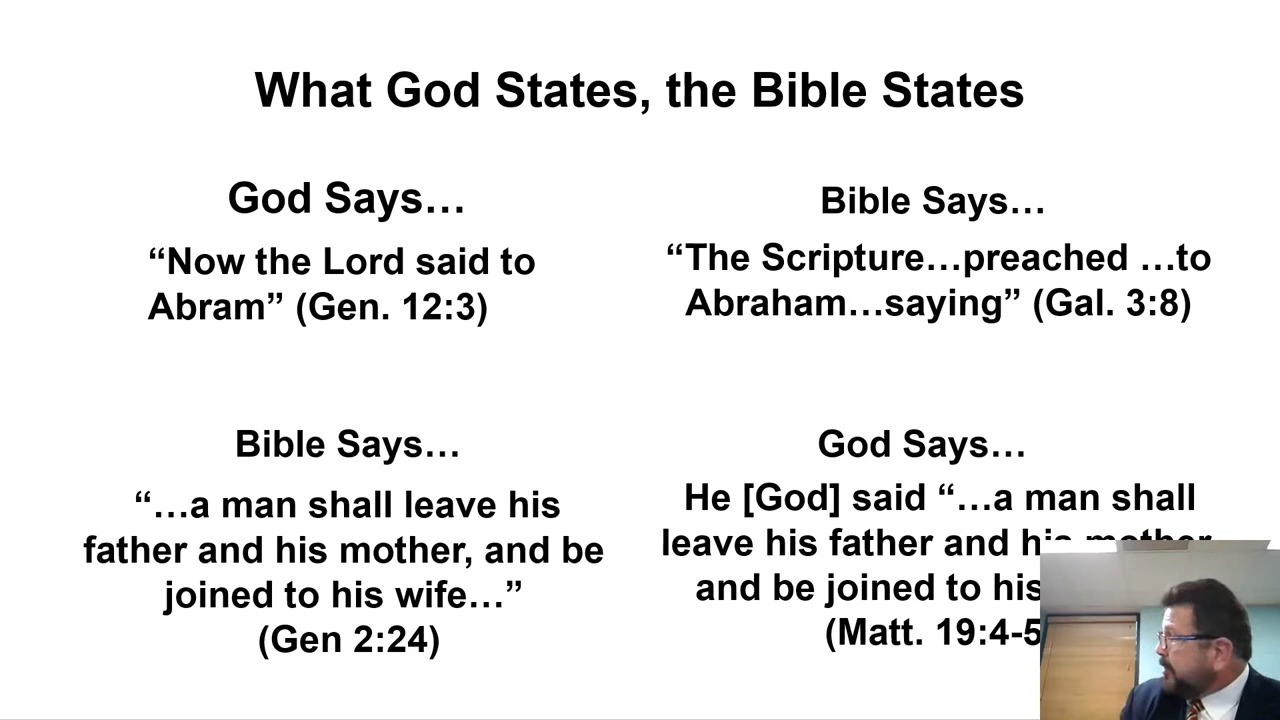 What God States, the Bible States
God Says…
“Now the Lord said to
Abram” (Gen. 12:3)
Bible Says…
“The Scripture…preached …to
Abraham…saying” (Gal. 3:8)
Bible Says…
“…a man shall leave his
father and his mother, and be
joined to his wife…”
(Gen 2:24)
God Says…
He [God] said “…a man shall
leave his father and his mother
and be joined to his
(Matt. 19:4-5